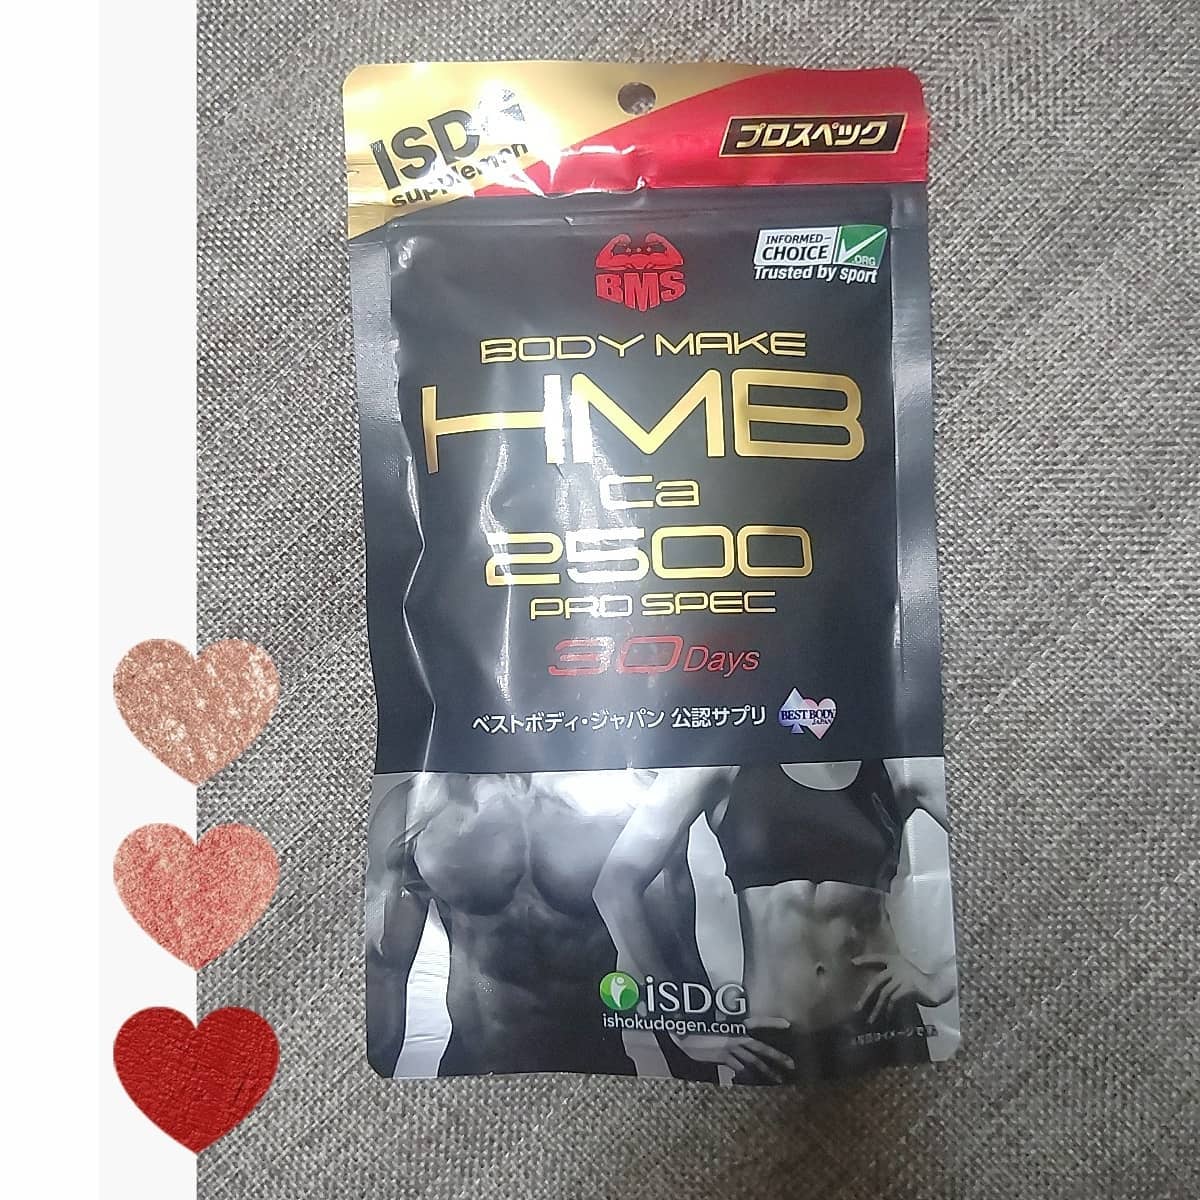 ISDG
supplemen
プロスペック
INFORMED-
CHOICE
.ORG
Trusted by sport
BMS
BODY MAKE
HMB
Ca
2500
PRO SPEC
30Days
ベストボディ・ジャパン 公認サプリ
BEST BODY
JAPAN
iSDG
ishokudogen.com